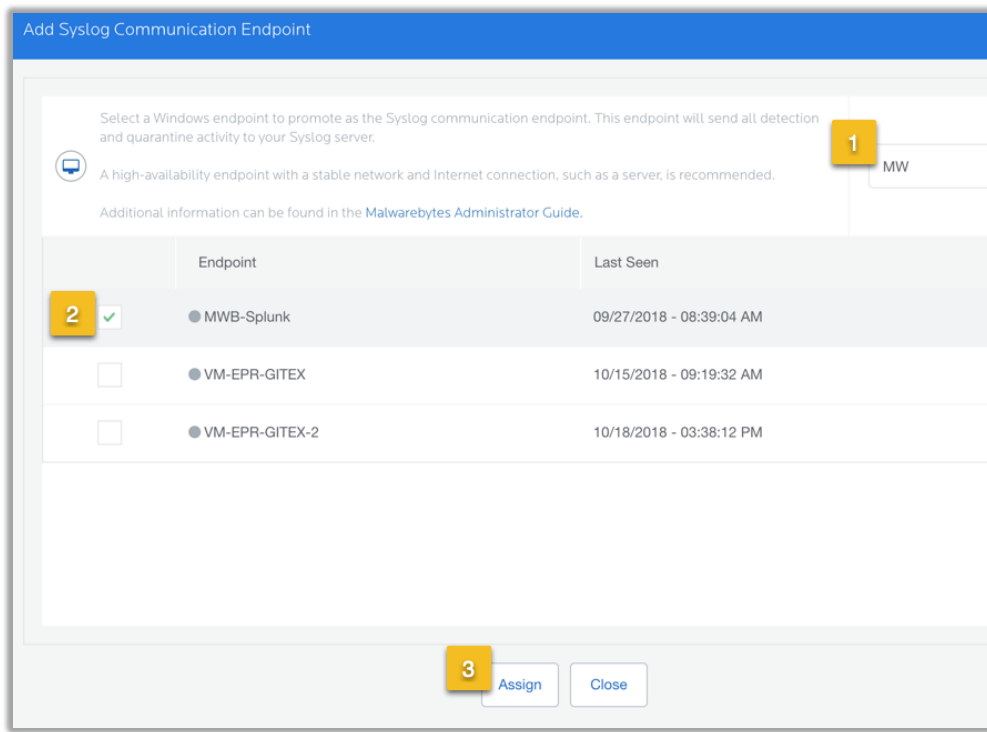 Add Syslog Communication Endpoint
Select a Windows endpoint to promote as the Syslog communication endpoint. This endpoint will send all detection
and quarantine activity to your Syslog server.
1
MW
A high-availability endpoint with a stable network and Internet connection, such as a server, is recommended.
Additional information can be found in the Malwarebytes Administrator Guide.
Endpoint Last Seen
2 MWB-Splunk 09/27/2018 - 08:39:04 AM
VM-EPR-GITEX 10/15/2018 - 09:19:32 AM
VM-EPR-GITEX-2 10/18/2018 - 03:38:12 PM
3 Assign Close